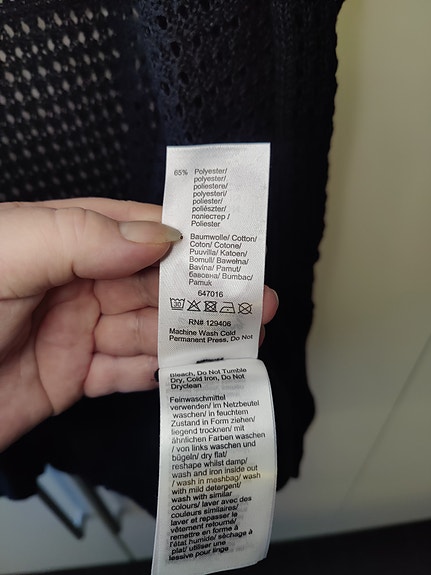 65% Polyester/
polyester/
poliestere/
polyesteri/
poliester/
poliészter/
полиестер /
Poliester
Baumwolle/ Cotton/
Coton/ Cotone/
Puuvilla/ Katoen/
Bomull/ Bawełna/
Bavlna/ Pamut/
бавовна/ Bumbac/
Pamuk
647016
30
RN# 129406
Machine Wash Cold
Permanent Press, Do Not
Bleach, Do Not Tumble
Dry, Cold Iron, Do Not
Dryclean
Feinwaschmittel
verwenden/ im Netzbeutel
waschen/ in feuchtem
Zustand in Form ziehen/
liegend trocknen/ mit
ähnlichen Farben waschen
/ von links waschen und
bügeln/ dry flat/
reshape whilst damp/
wash and iron inside out
/ wash in meshbag/ wash
with mild detergent/
wash with similar
colours/ laver avec des
couleurs similaires/
laver et repasser le
vêtement retourné/
remettre en forme à
l'état humide/ séchage à
plat/ utiliser une
lessive pour linge